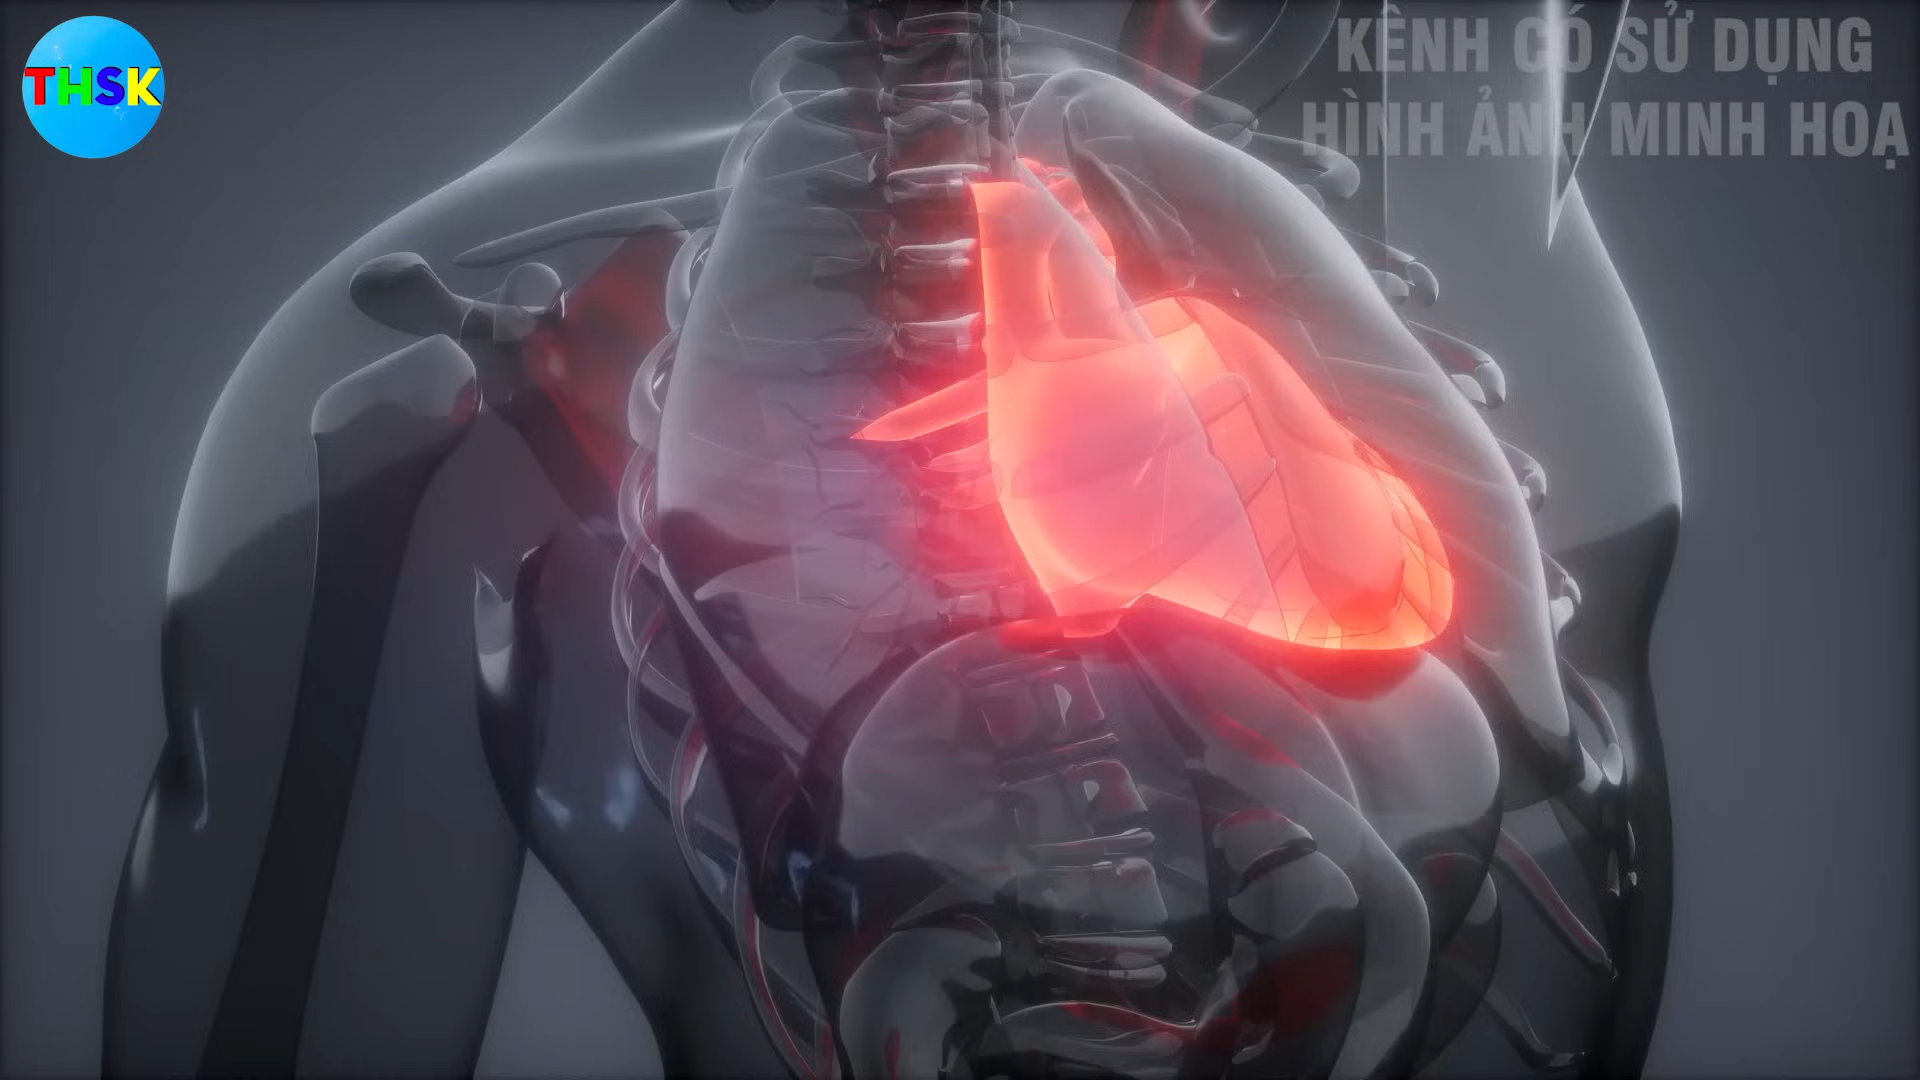 THSK
KÊNH CÓ SỬ DỤNG
HÌNH ẢNH MINH HOẠ